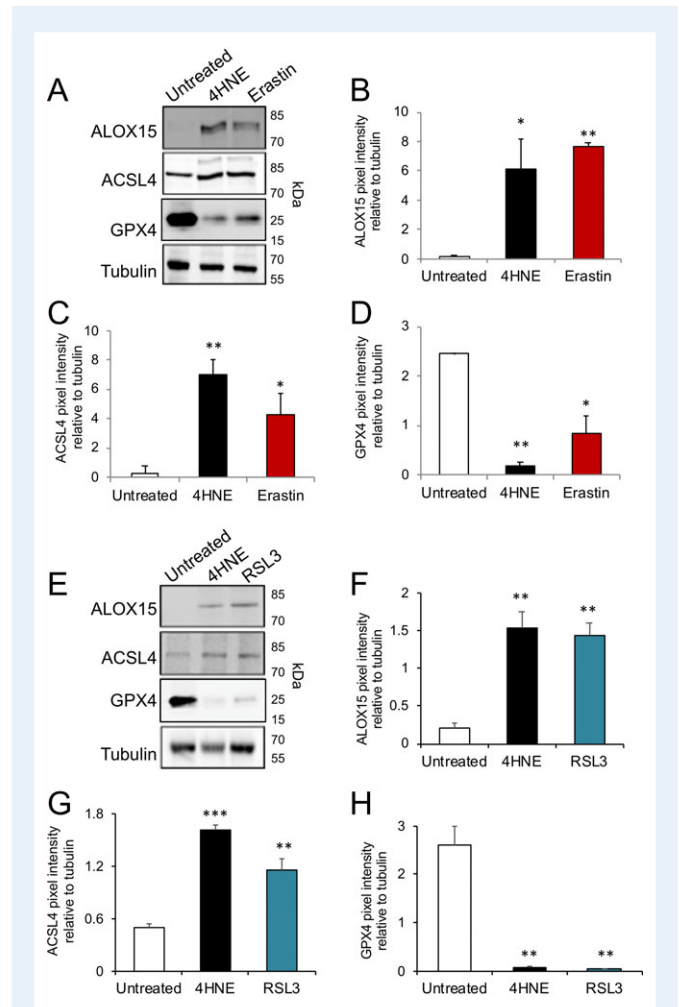 A
Untreated
4HNE
Erastin
ALOX15
85
70
ACSL4
85
70
GPX4
25
15
Tubulin
70
55
kDa
B
ALOX15 pixel intensity
relative to tubulin
10
8
6
4
2
0
*
**
Untreated 4HNE Erastin
C
ACSL4 pixel intensity
relative to tubulin
10
8
6
4
2
0
**
*
Untreated 4HNE Erastin
D
GPX4 pixel intensity
relative to tubulin
3
2
1
0
**
*
Untreated 4HNE Erastin
E
Untreated
4HNE
RSL3
ALOX15
85
70
ACSL4
85
70
GPX4
25
15
Tubulin
70
55
kDa
F
ALOX15 pixel intensity
relative to tubulin
2
1.5
1
0.5
0
**
**
Untreated 4HNE RSL3
G
ACSL4 pixel intensity
relative to tubulin
1.8
1.2
0.6
0
***
**
Untreated 4HNE RSL3
H
GPX4 pixel intensity
relative to tubulin
3
2
1
0
**
**
Untreated 4HNE RSL3